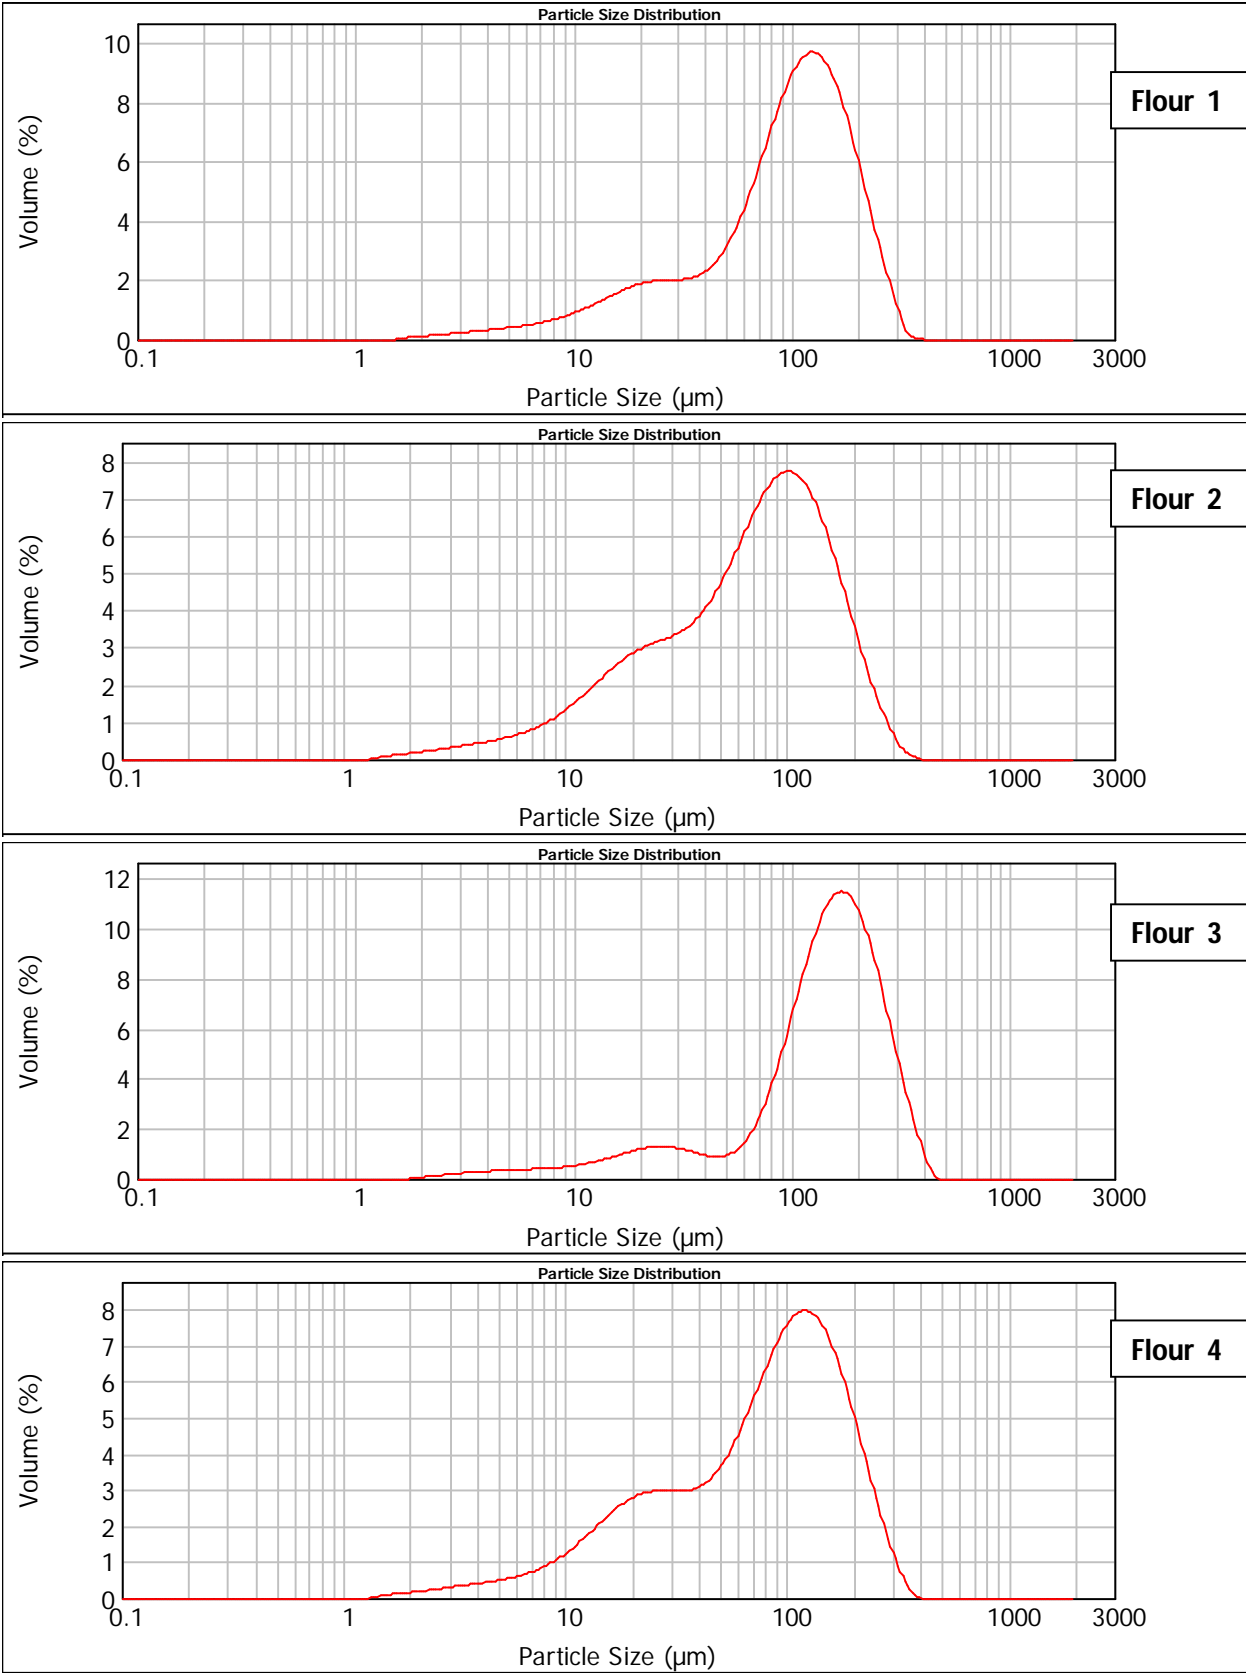 Particle Size Distribution
10
8
6
4
2
0
Volume (%)
0.1 1 10 100 1000 3000
Particle Size (µm)
Flour 1
Particle Size Distribution
8
7
6
5
4
3
2
1
0
Volume (%)
0.1 1 10 100 1000 3000
Particle Size (µm)
Flour 2
Particle Size Distribution
12
10
8
6
4
2
0
Volume (%)
0.1 1 10 100 1000 3000
Particle Size (µm)
Flour 3
Particle Size Distribution
8
7
6
5
4
3
2
1
0
Volume (%)
0.1 1 10 100 1000 3000
Particle Size (µm)
Flour 4